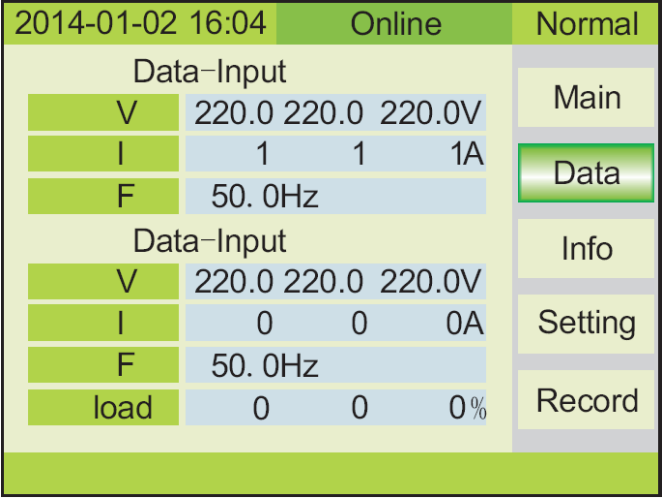 2014-01-02 16:04 Online Normal
Data-Input
V 220.0 220.0 220.0V
I 1 1 1A
F 50. 0Hz
Data-Input
V 220.0 220.0 220.0V
I 0 0 0A
F 50. 0Hz
load 0 0 0%
Main
Data
Info
Setting
Record